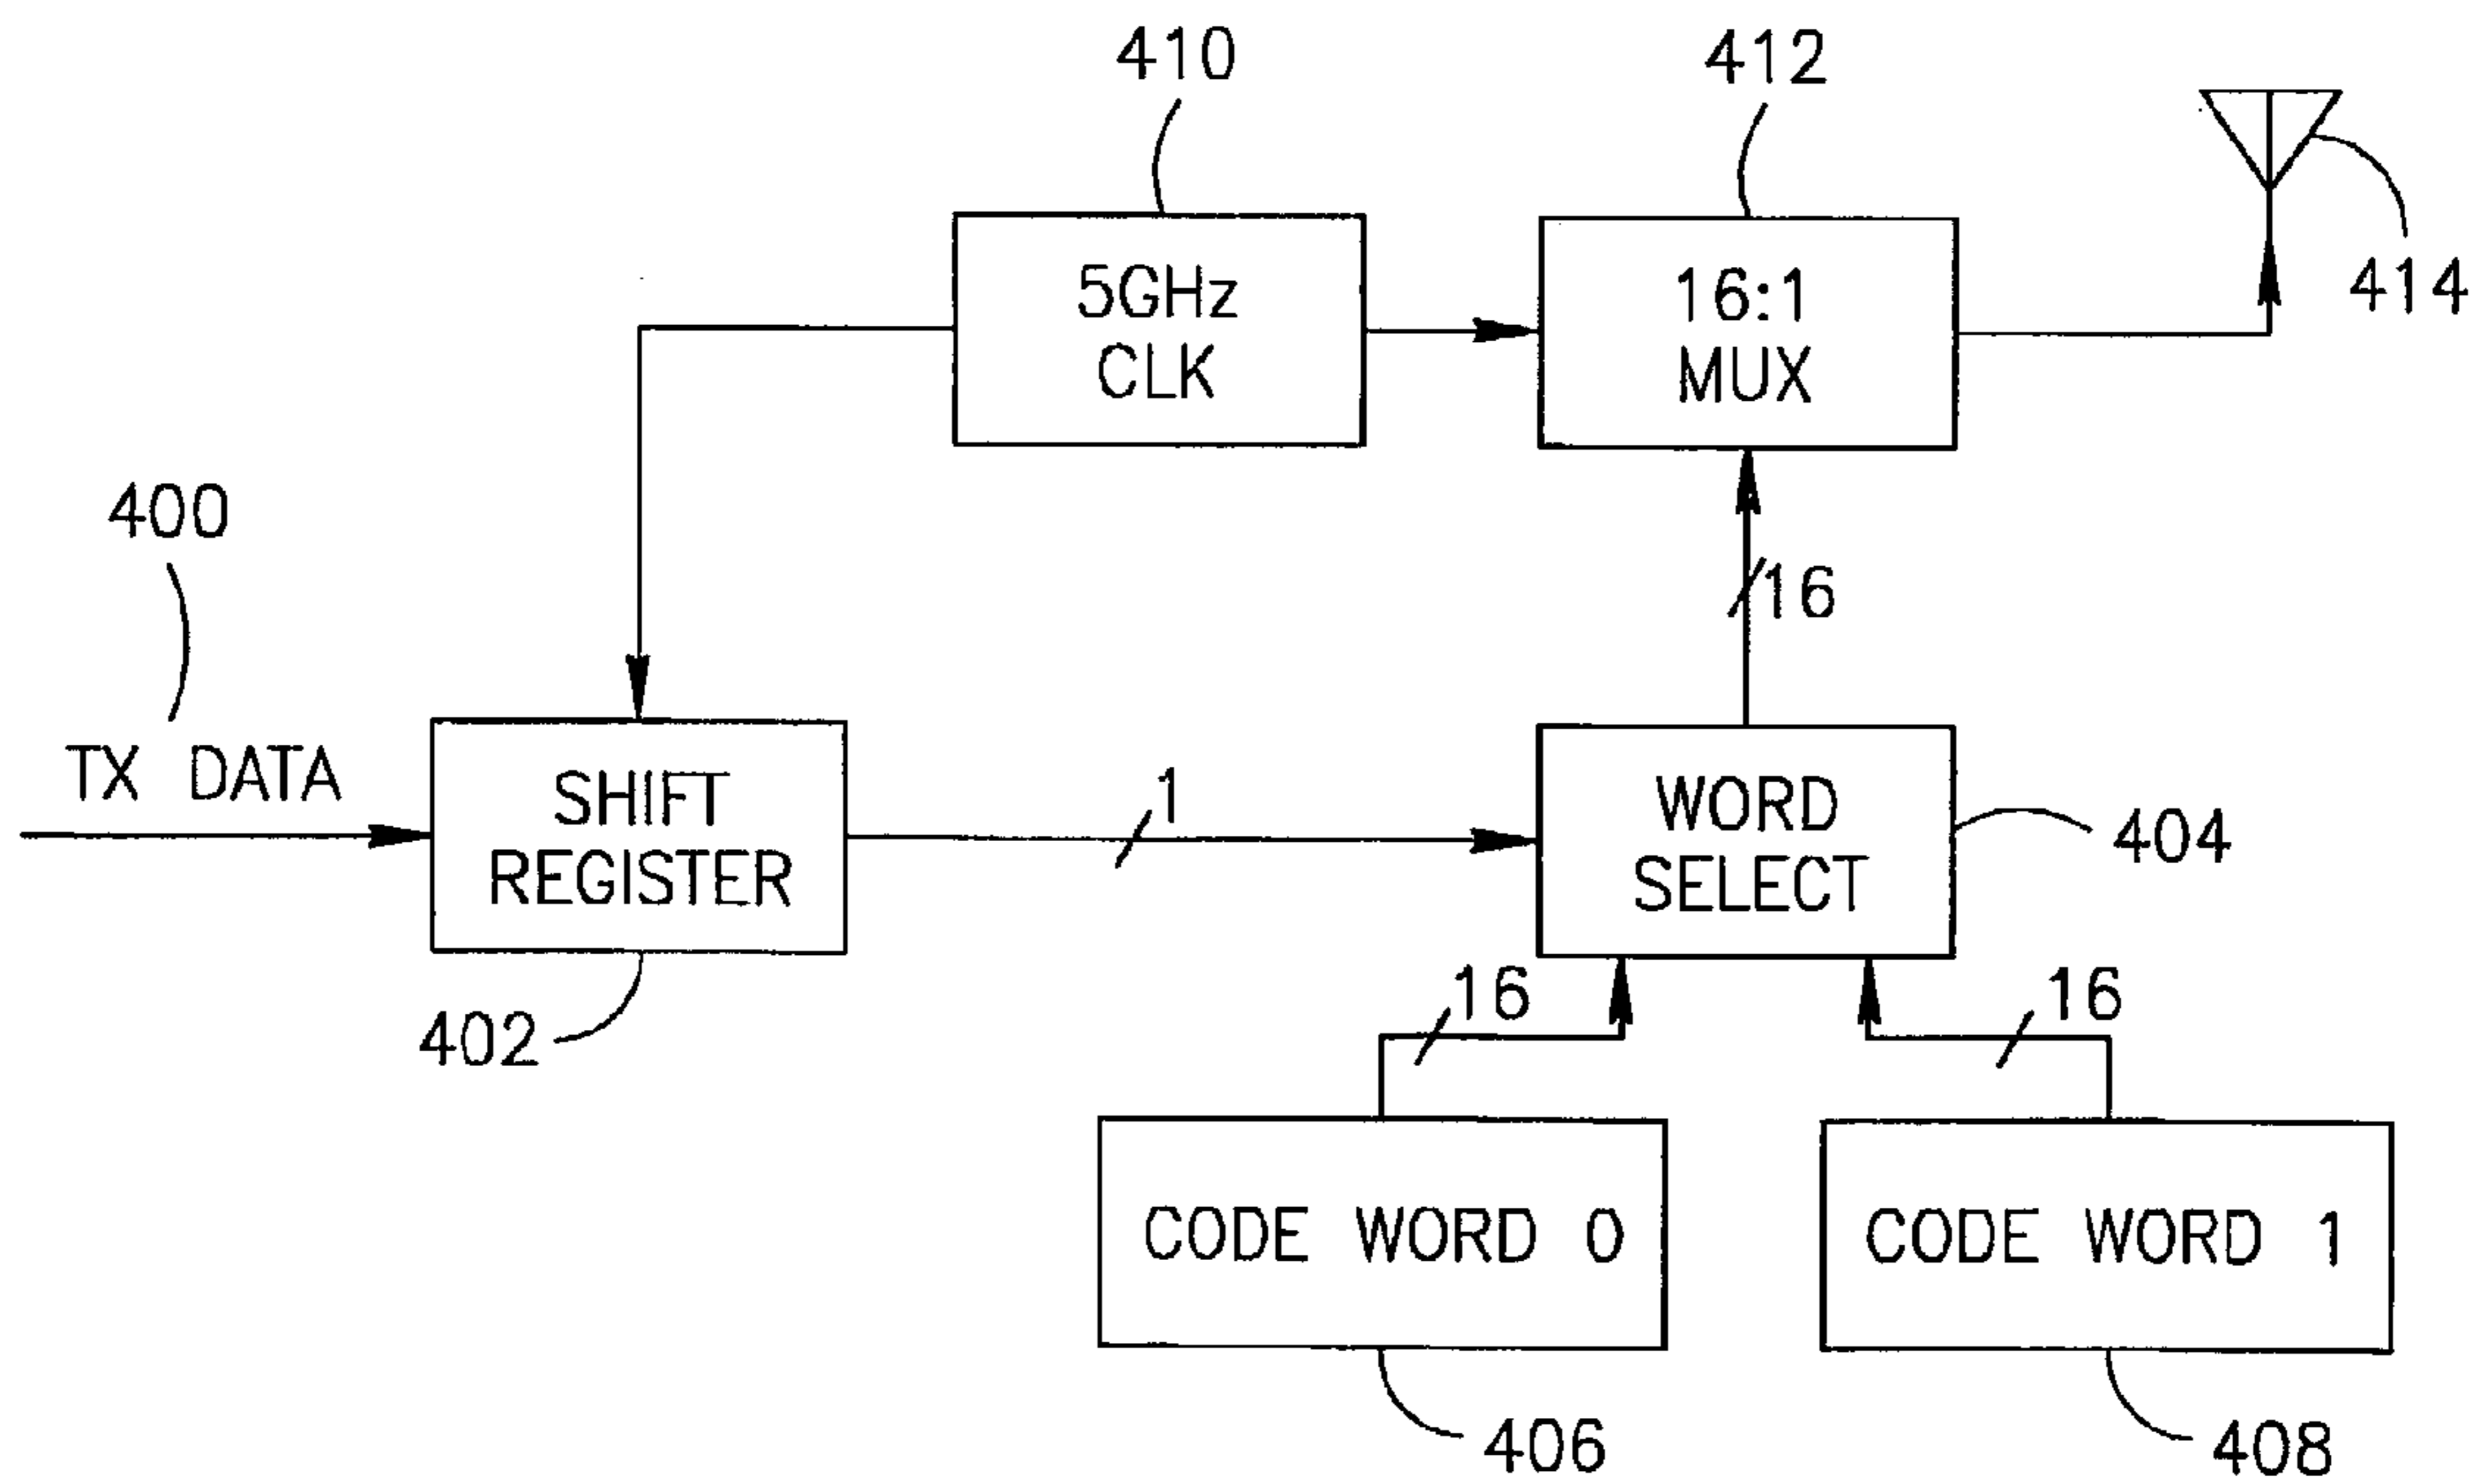 410
412
414
5GHz
CLK
16:1
MUX
400
16
TX DATA
SHIFT
REGISTER
1
WORD
SELECT
404
402
16
16
CODE WORD 0
CODE WORD 1
406
408